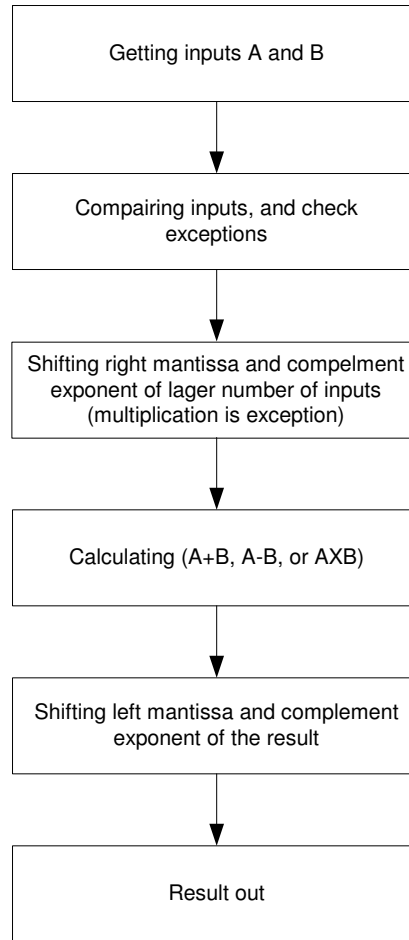 Getting inputs A and B
Compairing inputs, and check
exceptions
Shifting right mantissa and compelment
exponent of lager number of inputs
(multiplication is exception)
Calculating (A+B, A-B, or AXB)
Shifting left mantissa and complement
exponent of the result
Result out